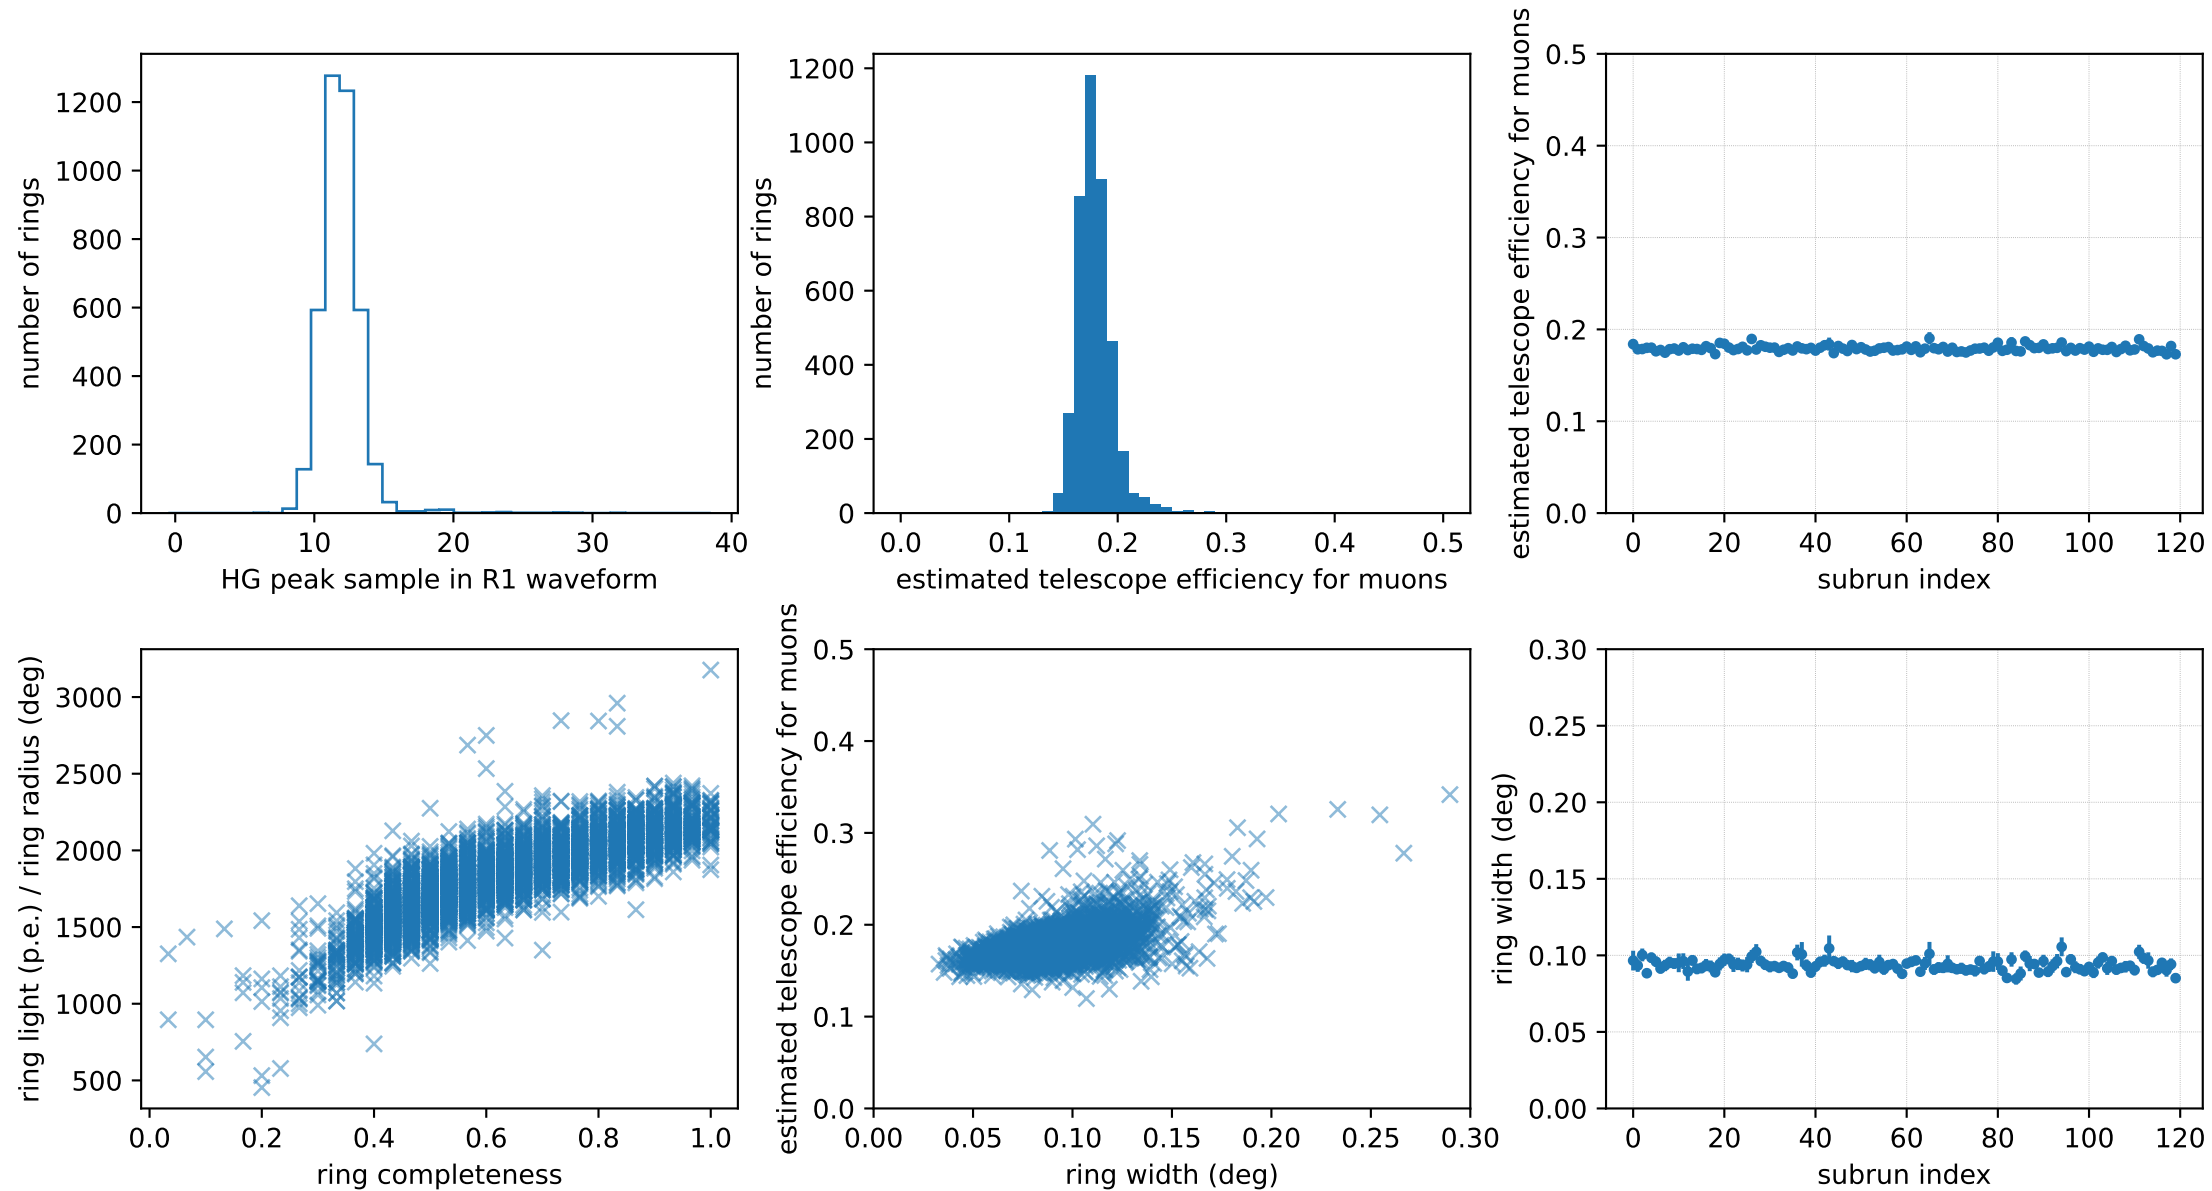 number of rings
1200
1000
800
600
400
200
0
0 10 20 30 40
HG peak sample in R1 waveform
number of rings
1200
1000
800
600
400
200
0
0.0 0.1 0.2 0.3 0.4 0.5
estimated telescope efficiency for muons
estimated telescope efficiency for muons
0.5
0.4
0.3
0.2
0.1
0.0
0 20 40 60 80 100 120
subrun index
ring light (p.e.) / ring radius (deg)
3000
2500
2000
1500
1000
500
0.0 0.2 0.4 0.6 0.8 1.0
ring completeness
estimated telescope efficiency for muons
0.5
0.4
0.3
0.2
0.1
0.0
0.00 0.05 0.10 0.15 0.20 0.25 0.30
ring width (deg)
ring width (deg)
0.30
0.25
0.20
0.15
0.10
0.05
0.00
0 20 40 60 80 100 120
subrun index